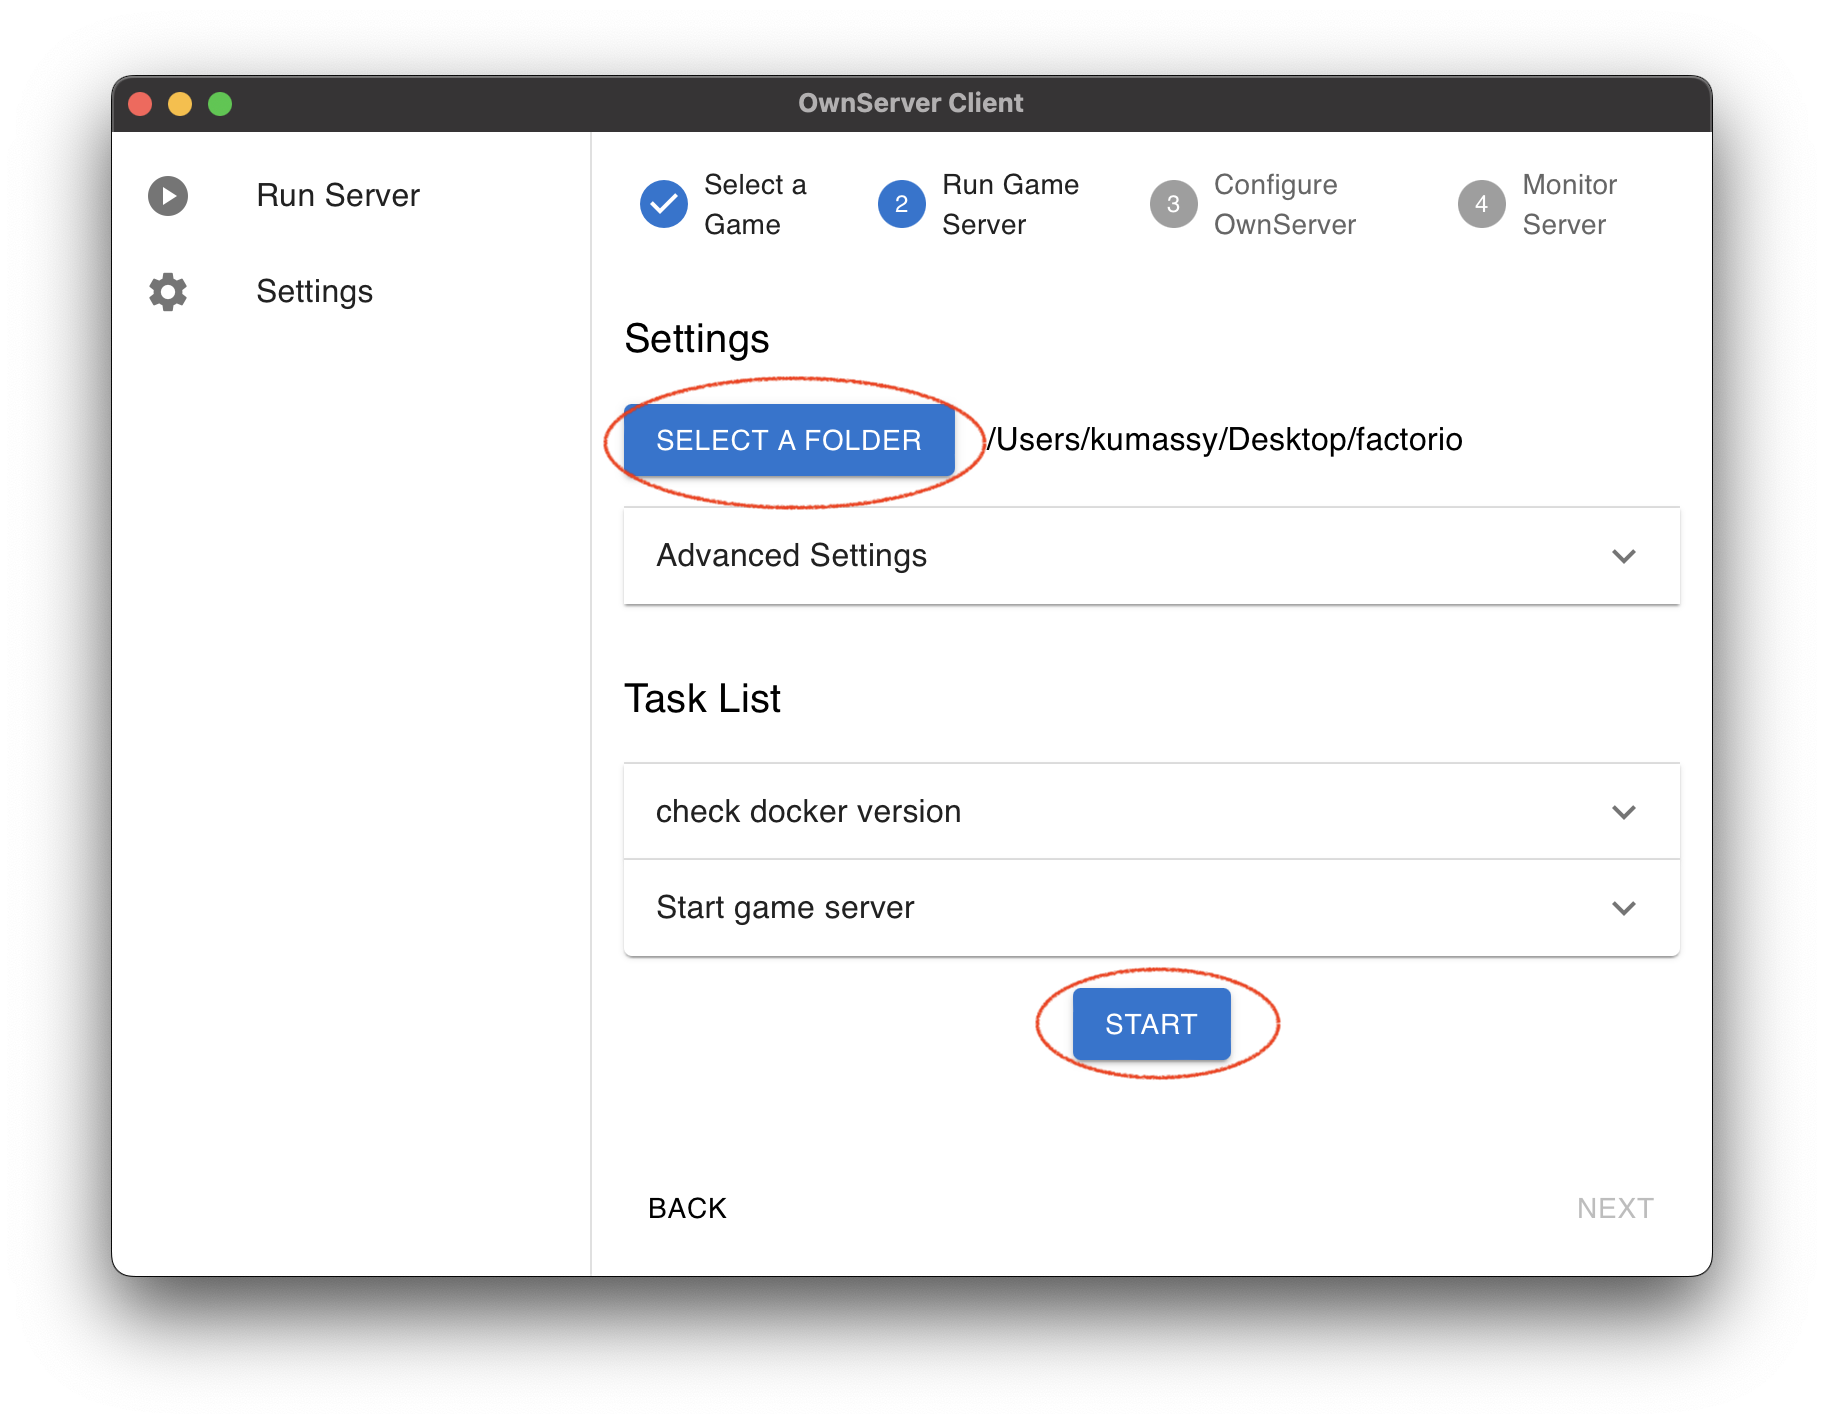 OwnServer Client
Run Server
Settings
Select a
Game
2
Run Game
Server
3
Configure
OwnServer
4
Monitor
Server
Settings
SELECT A FOLDER
/Users/kumassy/Desktop/factorio
Advanced Settings
Task List
check docker version
Start game server
START
BACK
NEXT